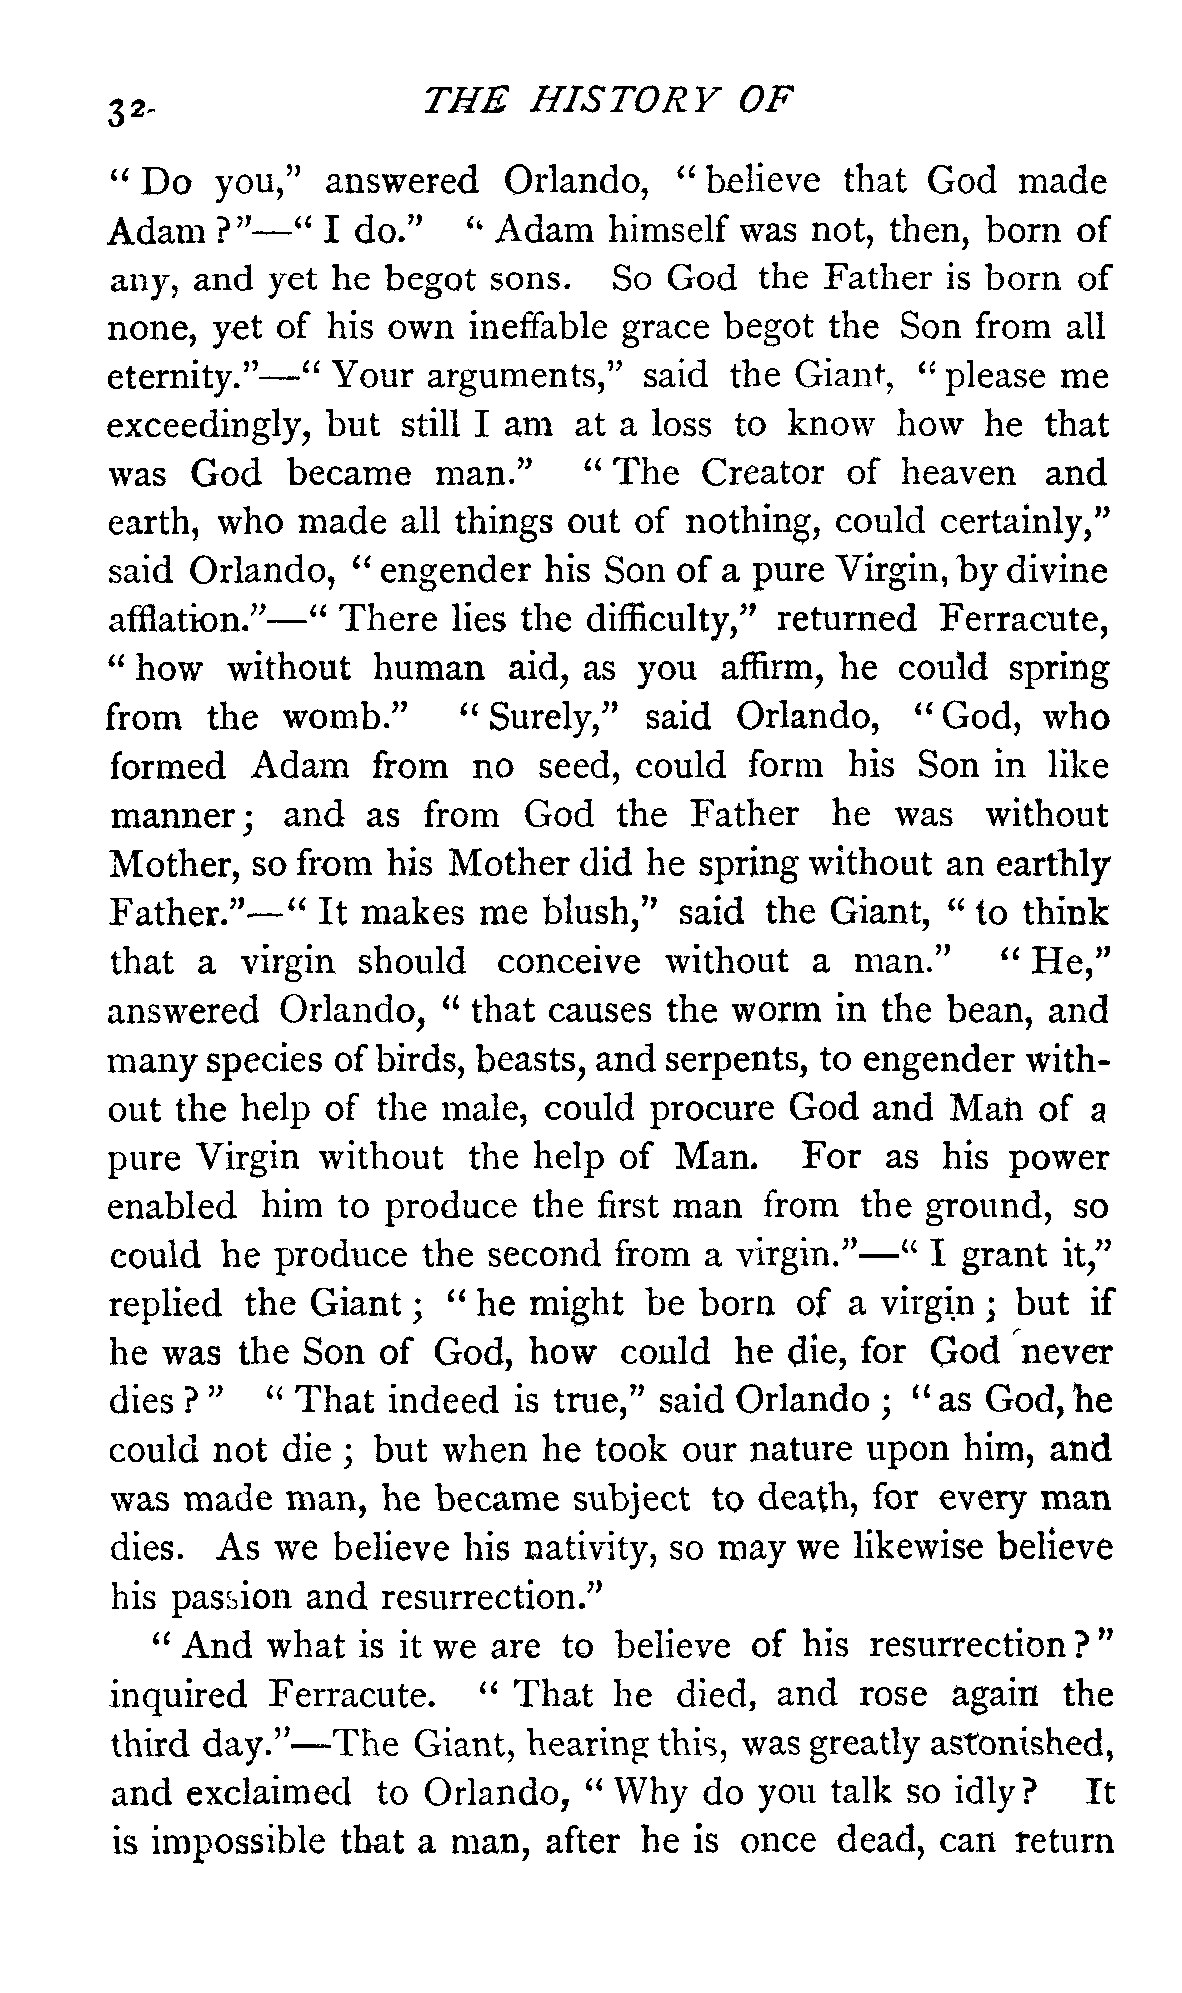 32
THE HISTORY OF
“ Do you,” answered Orlando, “ believe that God made
Adam ?”—“ I do.” “ Adam himself was not, then, born of
any, and yet he begot sons. So God the Father is born of
none, yet of his own ineffable grace begot the Son from all
eternity.”—“ Your arguments,” said the Giant, “ please me
exceedingly, but still I am at a loss to know how he that
was God became man.” “ The Creator of heaven and
earth, who made all things out of nothing, could certainly,”
said Orlando, “ engender his Son of a pure Virgin, by divine
afflation.”—“ There lies the difficulty,” returned Ferracute,
“ how without human aid, as you affirm, he could spring
from the womb.” “ Surely,” said Orlando, “ God, who
formed Adam from no seed, could form his Son in like
manner; and as from God the Father he was without
Mother, so from his Mother did he spring without an earthly
Father.”—“ It makes me blush,” said the Giant, “ to think
that a virgin should conceive without a man.” “ He,”
answered Orlando, “ that causes the worm in the bean, and
many species of birds, beasts, and serpents, to engender with-
out the help of the male, could procure God and Man of a
pure Virgin without the help of Man. For as his power
enabled him to produce the first man from the ground, so
could he produce the second from a virgin.”—“ I grant it,”
replied the Giant ; “ he might be born of a virgin ; but if
he was the Son of God, how could he die, for God never
dies ? ” “ That indeed is true,” said Orlando ; “ as God, he
could not die ; but when he took our nature upon him, and
was made man, he became subject to death, for every man
dies. As we believe his nativity, so may we likewise believe
his passion and resurrection.”
“ And what is it we are to believe of his resurrection ? ”
inquired Ferracute. “ That he died, and rose again the
third day.”—The Giant, hearing this, was greatly astonished,
and exclaimed to Orlando, “ Why do you talk so idly? It
is impossible that a man, after he is once dead, can return